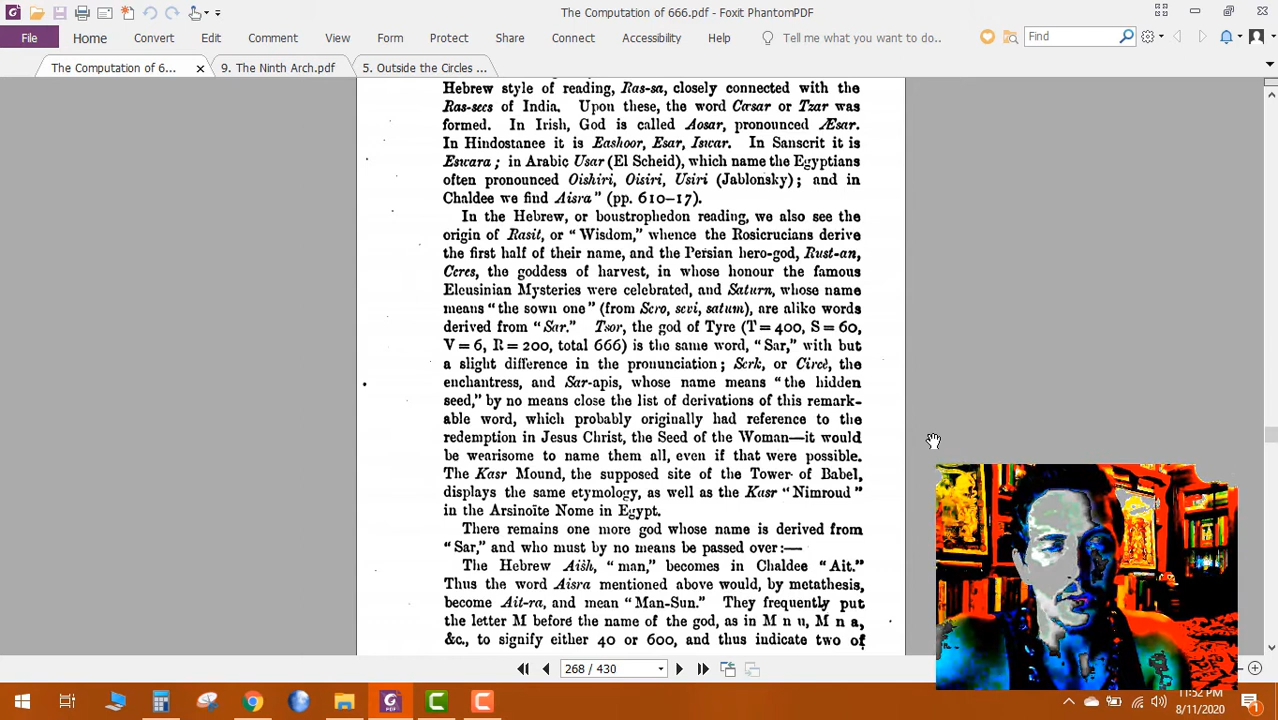 The Computation of 666.pdf - Foxit PhantomPDF
File Home Convert Edit Comment View Form Protect Share Connect Accessibility Help Tell me what you want to do.. Find
The Computation of 6... 9. The Ninth Arch.pdf 5. Outside the Circles ...
Hebrew style of reading, Ras-sa, closely connected with the
Ras-sees of India. Upon these, the word Cæsar or Tzar was
formed. In Irish, God is called Aosar, pronounced Æsar.
In Hindostanee it is Eashoor, Esar, Iswar. In Sanscrit it is
Eswara; in Arabic Usar (El Scheid), which name the Egyptians
often pronounced Oishiri, Oisiri, Usiri (Jablonsky); and in
Chaldee we find Aisra" (pp. 610–17).
In the Hebrew, or boustrophedon reading, we also see the
origin of Rasit, or "Wisdom," whence the Rosicrucians derive
the first half of their name, and the Persian hero-god, Rust-an,
Ceres, the goddess of harvest, in whose honour the famous
Eleusinian Mysteries were celebrated, and Saturn, whose name
means "the sown one" (from Sero, sevi, satum), are alike words
derived from "Sar." Tsor, the god of Tyre (T=400, S=60,
V=6, R=200, total 666) is the same word, "Sar," with but
a slight difference in the pronunciation; Serk, or Circè, the
enchantress, and Sar-apis, whose name means "the hidden
seed," by no means close the list of derivations of this remark-
able word, which probably originally had reference to the
redemption in Jesus Christ, the Seed of the Woman—it would
be wearisome to name them all, even if that were possible.
The Kasr Mound, the supposed site of the Tower of Babel,
displays the same etymology, as well as the Kasr "Nimroud"
in the Arsinoïte Nome in Egypt.
There remains one more god whose name is derived from
"Sar," and who must by no means be passed over:—
The Hebrew Aish, "man," becomes in Chaldee "Ait."
Thus the word Aisra mentioned above would, by metathesis,
become Ait-ra, and mean "Man-Sun." They frequently put
the letter M before the name of the god, as in M n u, M n a,
&c., to signify either 40 or 600, and thus indicate two of
268 / 430
11:52 PM
8/11/2020